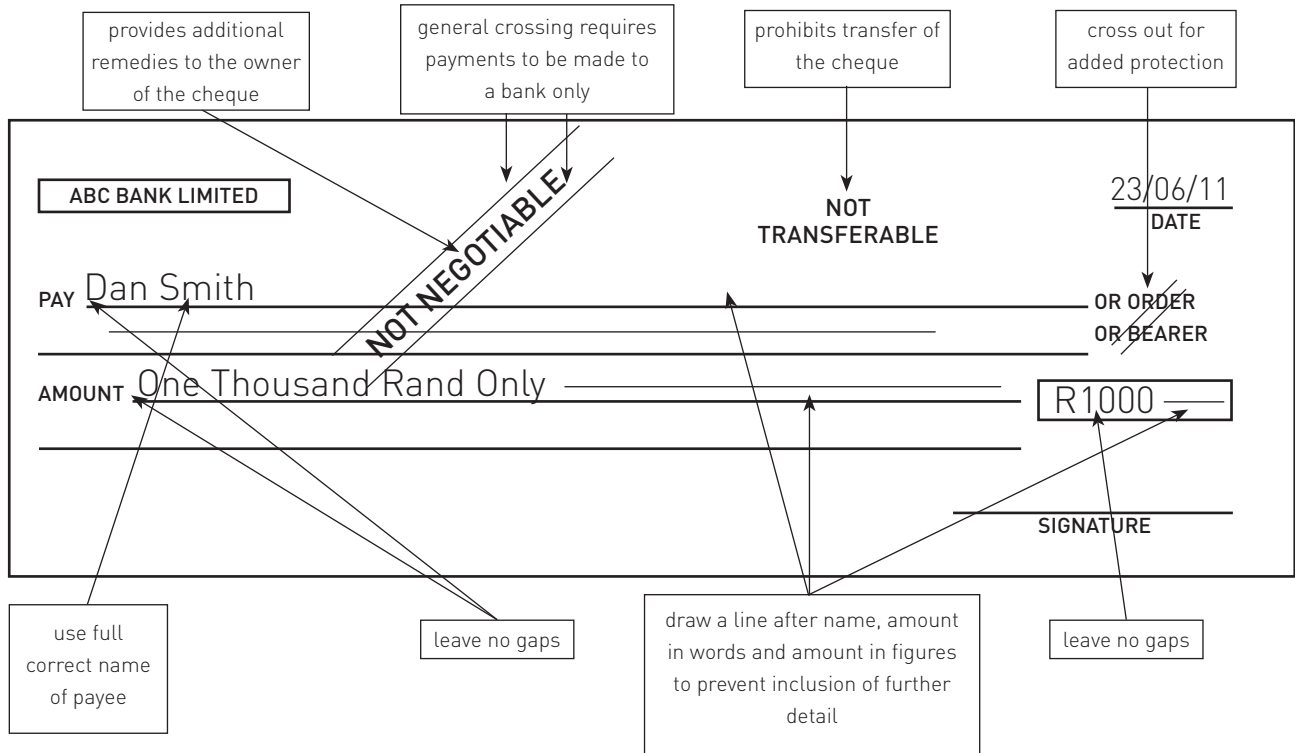 provides additional
remedies to the owner
of the cheque
general crossing requires
payments to be made to
a bank only
prohibits transfer of
the cheque
cross out for
added protection
ABC BANK LIMITED
NOT NEGOTIABLE
NOT
TRANSFERABLE
23/06/11
DATE
PAY Dan Smith
OR ORDER
OR BEARER
AMOUNT One Thousand Rand Only
R1000
SIGNATURE
use full
correct name
of payee
leave no gaps
draw a line after name, amount
in words and amount in figures
to prevent inclusion of further
detail
leave no gaps